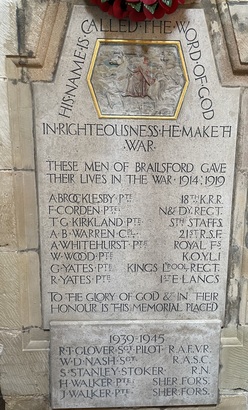 HIS·NAME·IS·CALLED·THE·WORD·OF·GOD
IN·RIGHTEOUSNESS·HE·MAKETH
·WAR·
THESE MEN OF BRAILSFORD GAVE
THEIR LIVES IN THE WAR·1914·1919
A·BROCKLESBY·PTE 18TH K.R.R.
F·CORDEN·PTE N&DY·REGT.
T·G·KIRKLAND·PTE STH STAFFS
A·B·WARREN·CPL 21ST R.S.F.
A·WHITEHURST·PTE ROYAL FS
W·WOOD·PTE K.O.Y.L.I
G·YATES·PTE KINGS LPOOL REGT.
R·YATES·PTE 1ST E LANCS
TO THE GLORY OF GOD & IN THEIR
HONOUR IS THIS MEMORIAL PLACED
1939-1945
R·T·GLOVER·SGT PILOT·R.A.F.V.R.
W·D·NASH·SGT R.A.S.C.
S·STANLEY·STOKER· R.N
H·WALKER·PTE SHER FORS.
J·WALKER·PTE SHER FORS.